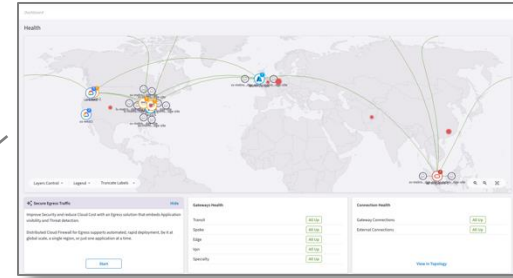 Dashboard
Health
Layers Control
Legend
Truncate Labels
Secure Egress Traffic
Hide
Improve Security and reduce Cloud Cost with an Egress solution that embeds Application
visibility and Threat detection.
Distributed Cloud Firewall for Egress supports automated, rapid deployment, be it at
global scale, a single region, or just one application at a time.
Start
Gateways Health
Transit
All Up
Spoke
All Up
Edge
All Up
Vpn
All Up
Specialty
All Up
Connection Health
Gateway Connections
All Up
External Connections
All Up
View in Topology